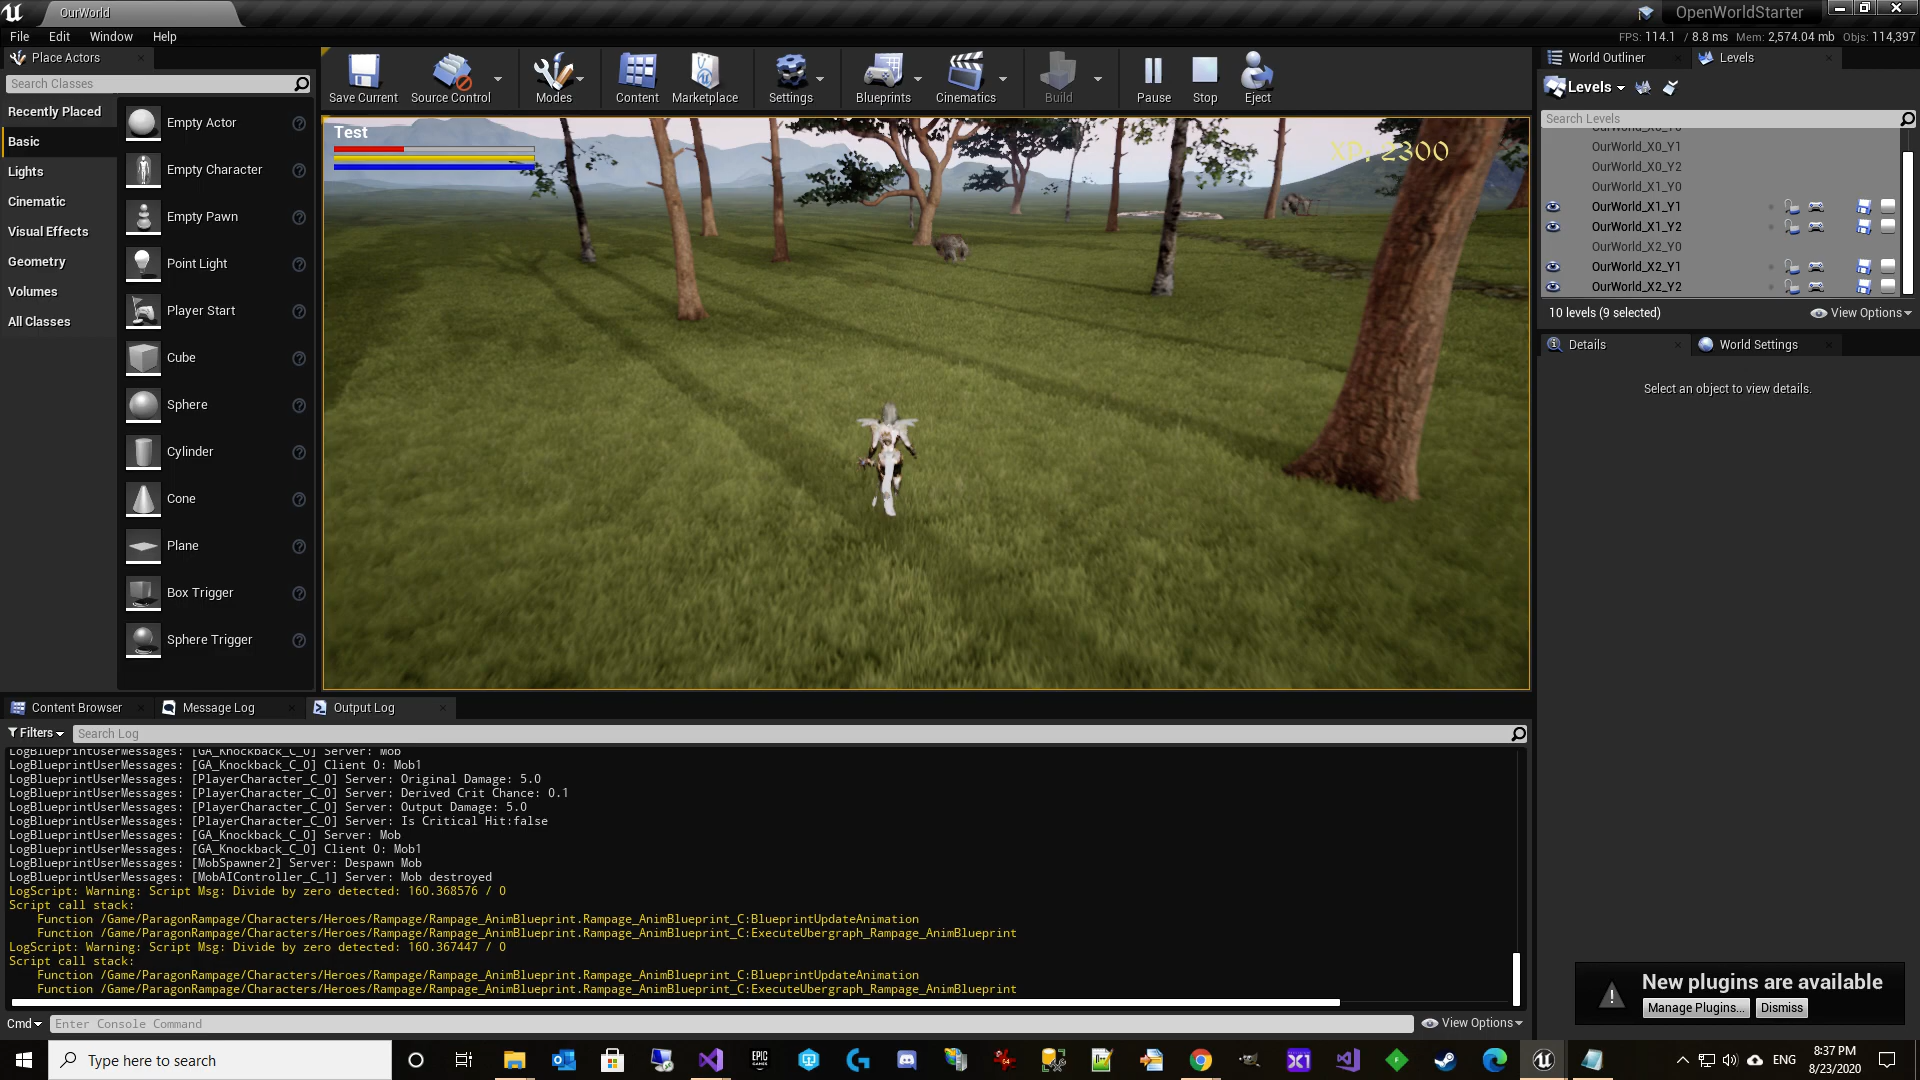 OurWorld
OpenWorldStarter
File Edit Window Help
FPS: 114.1 / 8.8 ms Mem: 2,574.04 mb Objs: 114,397
Place Actors
Search Classes
Recently Placed
Basic
Lights
Cinematic
Visual Effects
Geometry
Volumes
All Classes
Empty Actor
Empty Character
Empty Pawn
Point Light
Player Start
Cube
Sphere
Cylinder
Cone
Plane
Box Trigger
Sphere Trigger
Save Current Source Control Modes Content Marketplace Settings Blueprints Cinematics Build Pause Stop Eject
Test
XP: 2300
World Outliner Levels
Levels
Search Levels
OurWorld_X0_Y0
OurWorld_X0_Y1
OurWorld_X0_Y2
OurWorld_X1_Y0
OurWorld_X1_Y1
OurWorld_X1_Y2
OurWorld_X2_Y0
OurWorld_X2_Y1
OurWorld_X2_Y2
10 levels (9 selected) View Options
Details World Settings
Select an object to view details.
Content Browser Message Log Output Log
Filters Search Log
LogBlueprintUserMessages: [GA_Knockback_C_0] Server: Mob
LogBlueprintUserMessages: [GA_Knockback_C_0] Client 0: Mob1
LogBlueprintUserMessages: [PlayerCharacter_C_0] Server: Original Damage: 5.0
LogBlueprintUserMessages: [PlayerCharacter_C_0] Server: Derived Crit Chance: 0.1
LogBlueprintUserMessages: [PlayerCharacter_C_0] Server: Output Damage: 5.0
LogBlueprintUserMessages: [PlayerCharacter_C_0] Server: Is Critical Hit:false
LogBlueprintUserMessages: [GA_Knockback_C_0] Server: Mob
LogBlueprintUserMessages: [GA_Knockback_C_0] Client 0: Mob1
LogBlueprintUserMessages: [MobSpawner2] Server: Despawn Mob
LogBlueprintUserMessages: [MobAIController_C_1] Server: Mob destroyed
LogScript: Warning: Script Msg: Divide by zero detected: 160.368576 / 0
Script call stack:
Function /Game/ParagonRampage/Characters/Heroes/Rampage/Rampage_AnimBlueprint.Rampage_AnimBlueprint_C:BlueprintUpdateAnimation
Function /Game/ParagonRampage/Characters/Heroes/Rampage/Rampage_AnimBlueprint.Rampage_AnimBlueprint_C:ExecuteUbergraph_Rampage_AnimBlueprint
LogScript: Warning: Script Msg: Divide by zero detected: 160.367447 / 0
Script call stack:
Function /Game/ParagonRampage/Characters/Heroes/Rampage/Rampage_AnimBlueprint.Rampage_AnimBlueprint_C:BlueprintUpdateAnimation
Function /Game/ParagonRampage/Characters/Heroes/Rampage/Rampage_AnimBlueprint.Rampage_AnimBlueprint_C:ExecuteUbergraph_Rampage_AnimBlueprint
Cmd Enter Console Command View Options
New plugins are available
Manage Plugins... Dismiss
Type here to search
EPIC GAMES
ENG
8:37 PM
8/23/2020